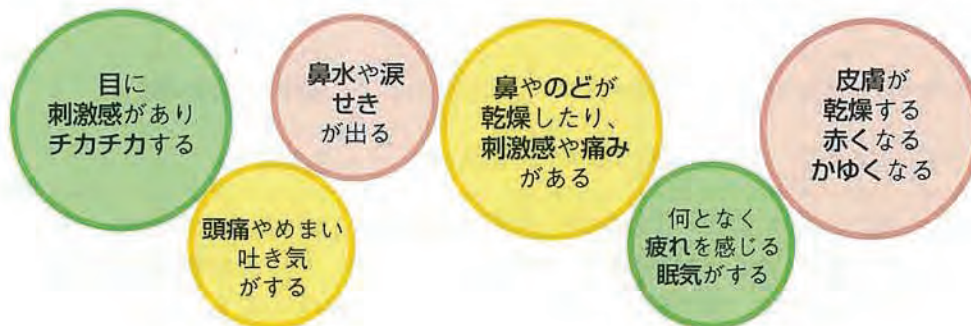 目に
刺激感があり
チカチカする
頭痛やめまい
吐き気
がする
鼻水や涙
せき
が出る
鼻やのどが
乾燥したり、
刺激感や痛み
がある
何となく
疲れを感じる
眠気がする
皮膚が
乾燥する
赤くなる
かゆくなる